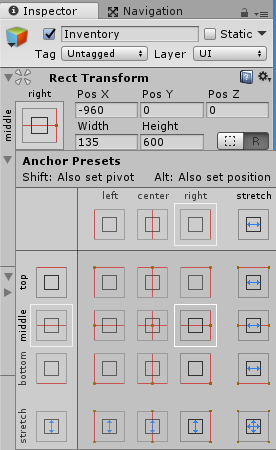 Inspector Navigation
Inventory Static
Tag Untagged Layer UI
Rect Transform
right Pos X Pos Y Pos Z
-960 0 0
middle Width Height
135 600 R
Anchor Presets
Shift: Also set pivot Alt: Also set position
left center right stretch
top
middle
bottom
stretch